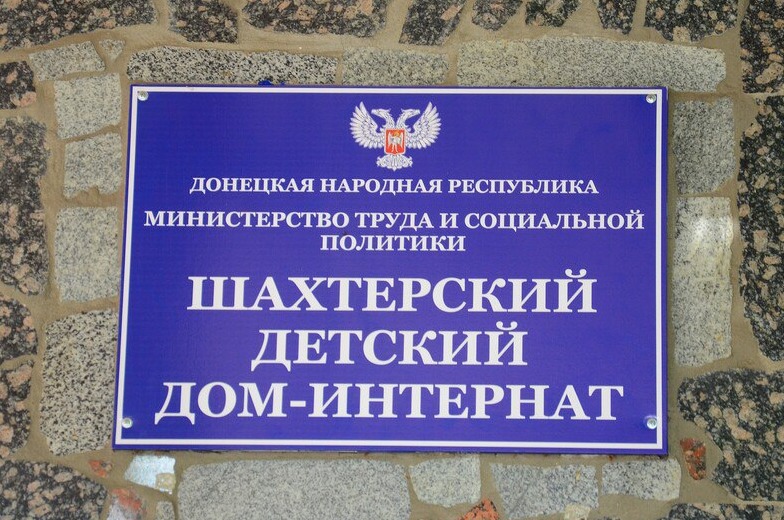 ДОНЕЦКАЯ НАРОДНАЯ РЕСПУБЛИКА
МИНИСТЕРСТВО ТРУДА И СОЦИАЛЬНОЙ
ПОЛИТИКИ
ШАХТЕРСКИЙ
ДЕТСКИЙ
ДОМ-ИНТЕРНАТ